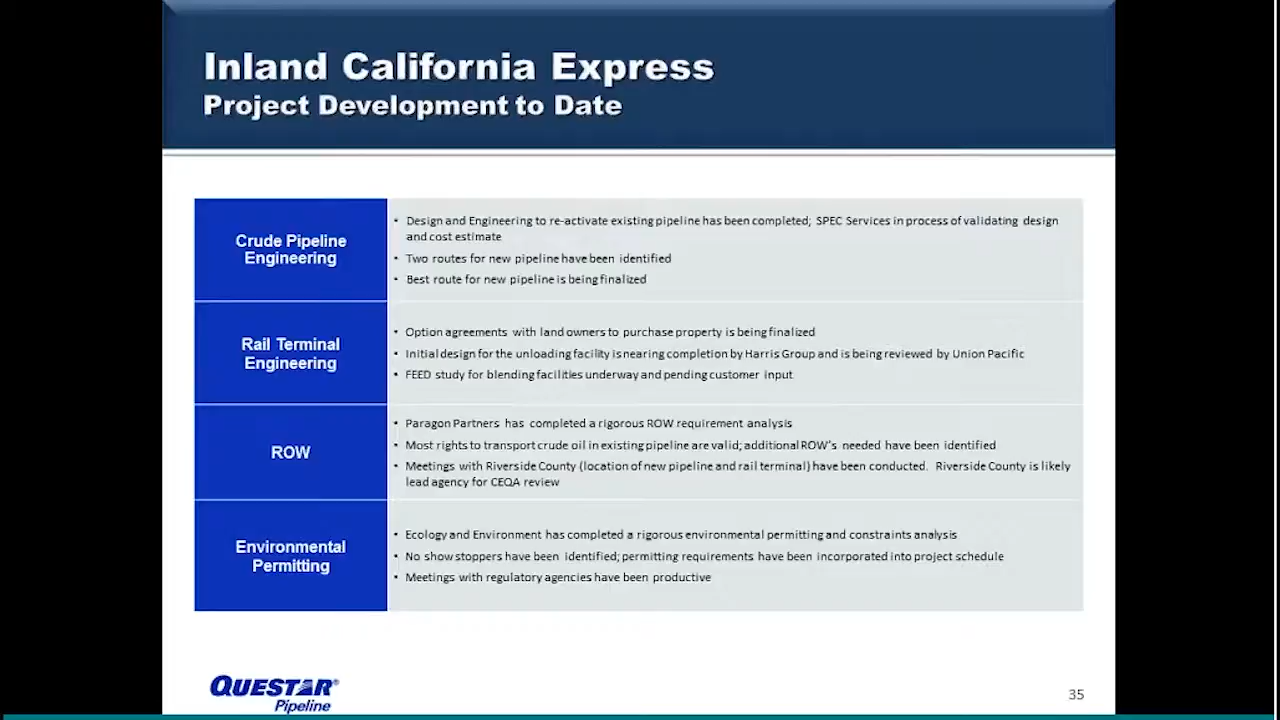 Inland California Express
Project Development to Date
Crude Pipeline
Engineering
• Design and Engineering to re-activate existing pipeline has been completed; SPEC Services in process of validating design
and cost estimate
• Two routes for new pipeline have been identified
• Best route for new pipeline is being finalized
Rail Terminal
Engineering
• Option agreements with land owners to purchase property is being finalized
• Initial design for the unloading facility is nearing completion by Harris Group and is being reviewed by Union Pacific
• FEED study for blending facilities underway and pending customer input
ROW
• Paragon Partners has completed a rigorous ROW requirement analysis
• Most rights to transport crude oil in existing pipeline are valid; additional ROW's needed have been identified
• Meetings with Riverside County (location of new pipeline and rail terminal) have been conducted. Riverside County is likely
lead agency for CEQA review
Environmental
Permitting
• Ecology and Environment has completed a rigorous environmental permitting and constraints analysis
• No show stoppers have been identified; permitting requirements have been incorporated into project schedule
• Meetings with regulatory agencies have been productive
QUESTAR®
Pipeline
35